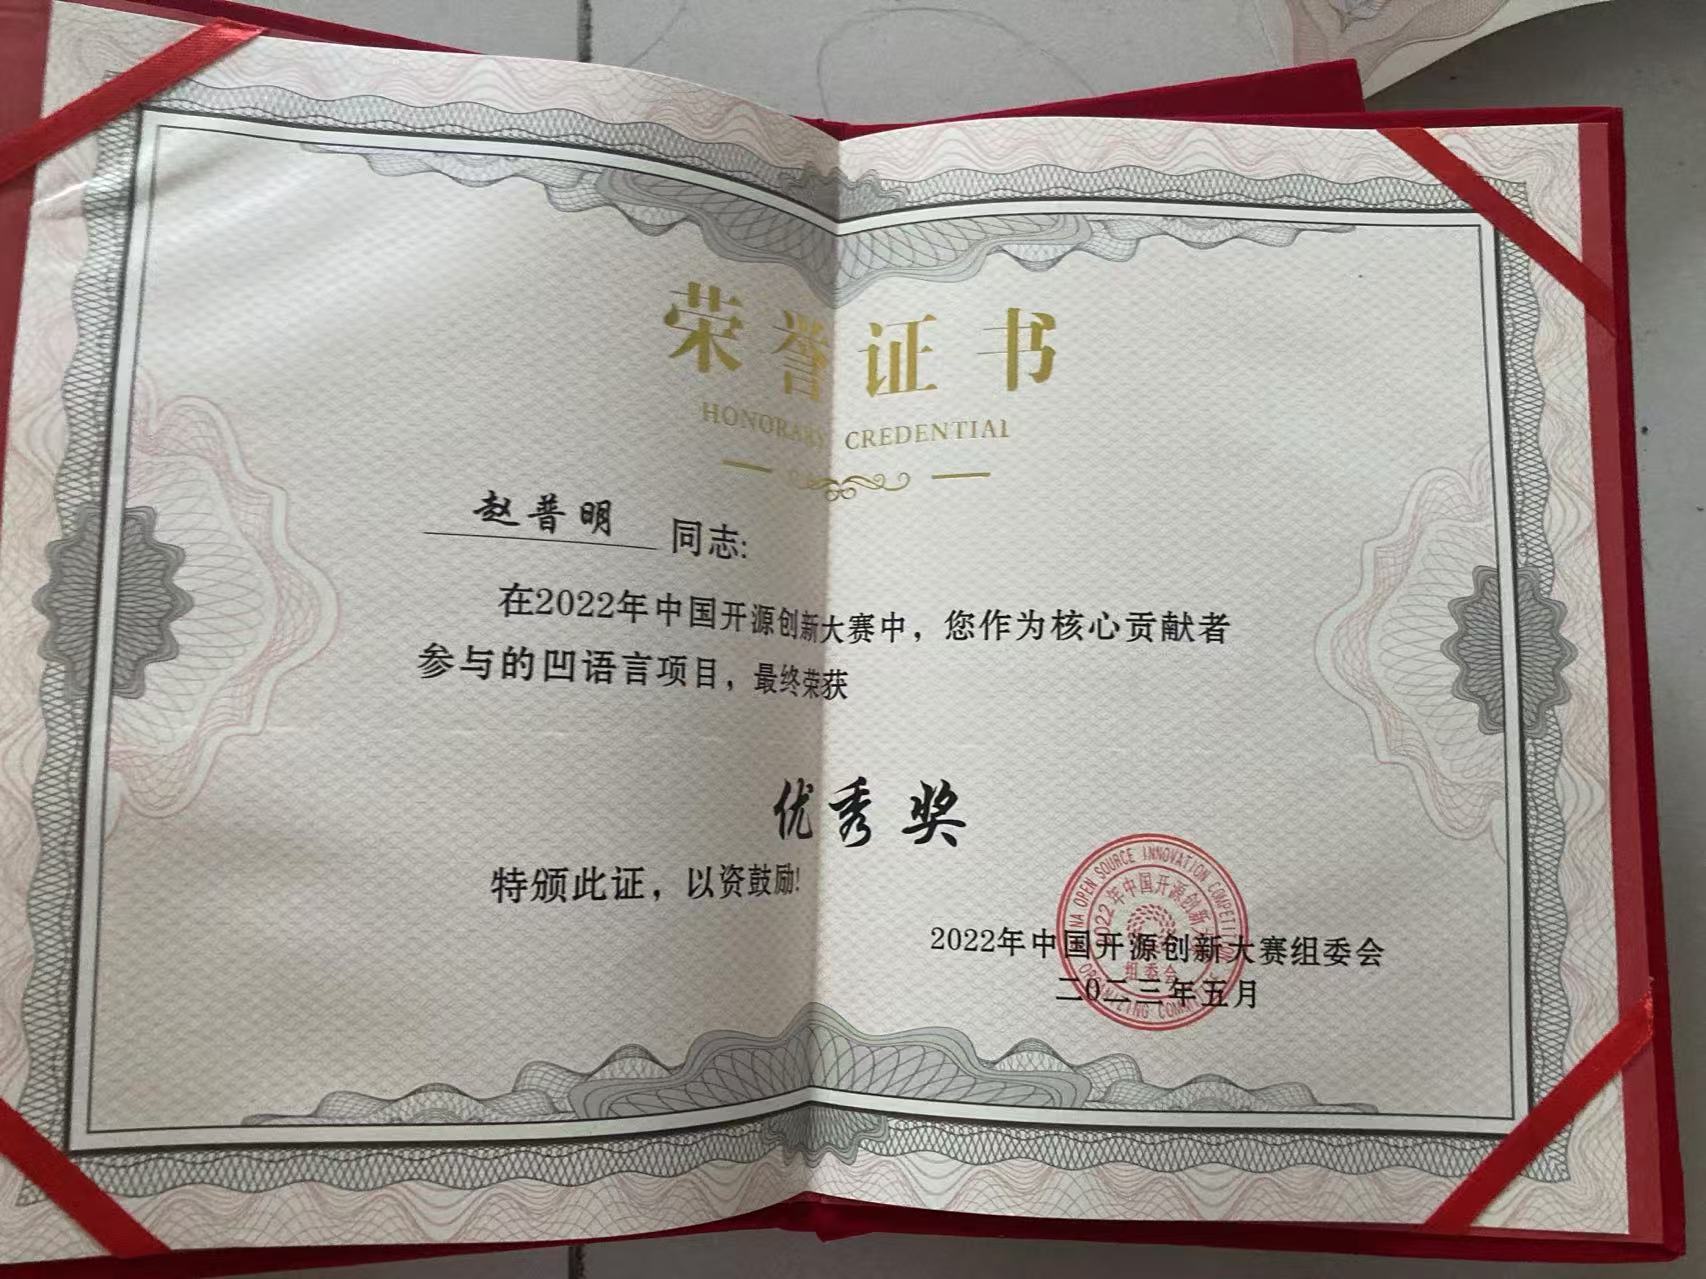 荣誉证书
HONORARY CREDENTIAL
赵普明 同志:
在2022年中国开源创新大赛中，您作为核心贡献者
参与的凹语言项目，最终荣获
优秀奖
特颁此证，以资鼓励!
2022年中国开源创新大赛组委会
二〇二三年五月
CHINA OPEN SOURCE INNOVATION COMPETITION
2022年中国开源创新大赛
组委会
ORGANIZING COMMITTEE